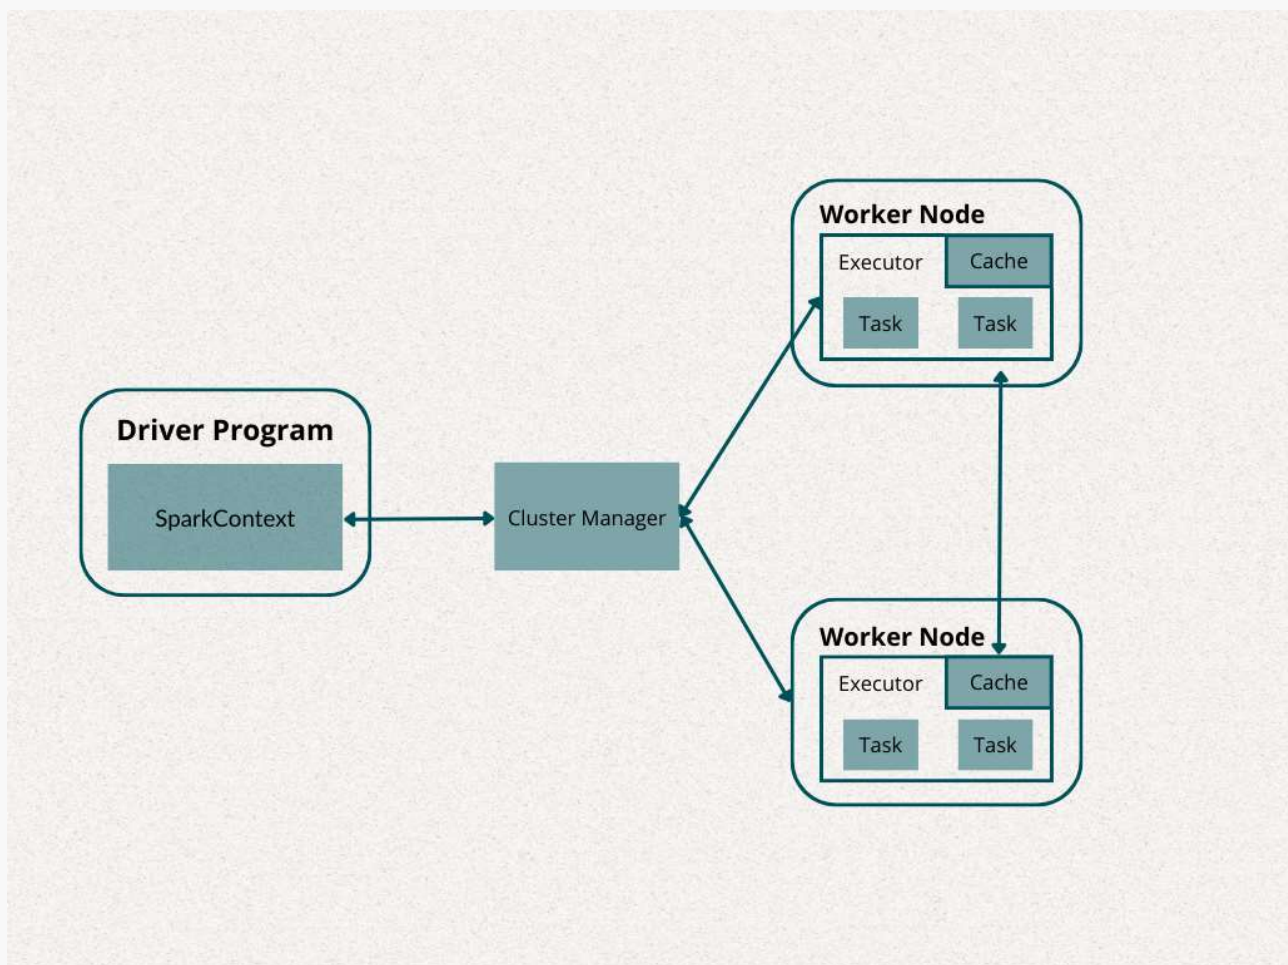 Driver Program
SparkContext
Cluster Manager
Worker Node
Executor
Cache
Task
Task
Worker Node
Executor
Cache
Task
Task